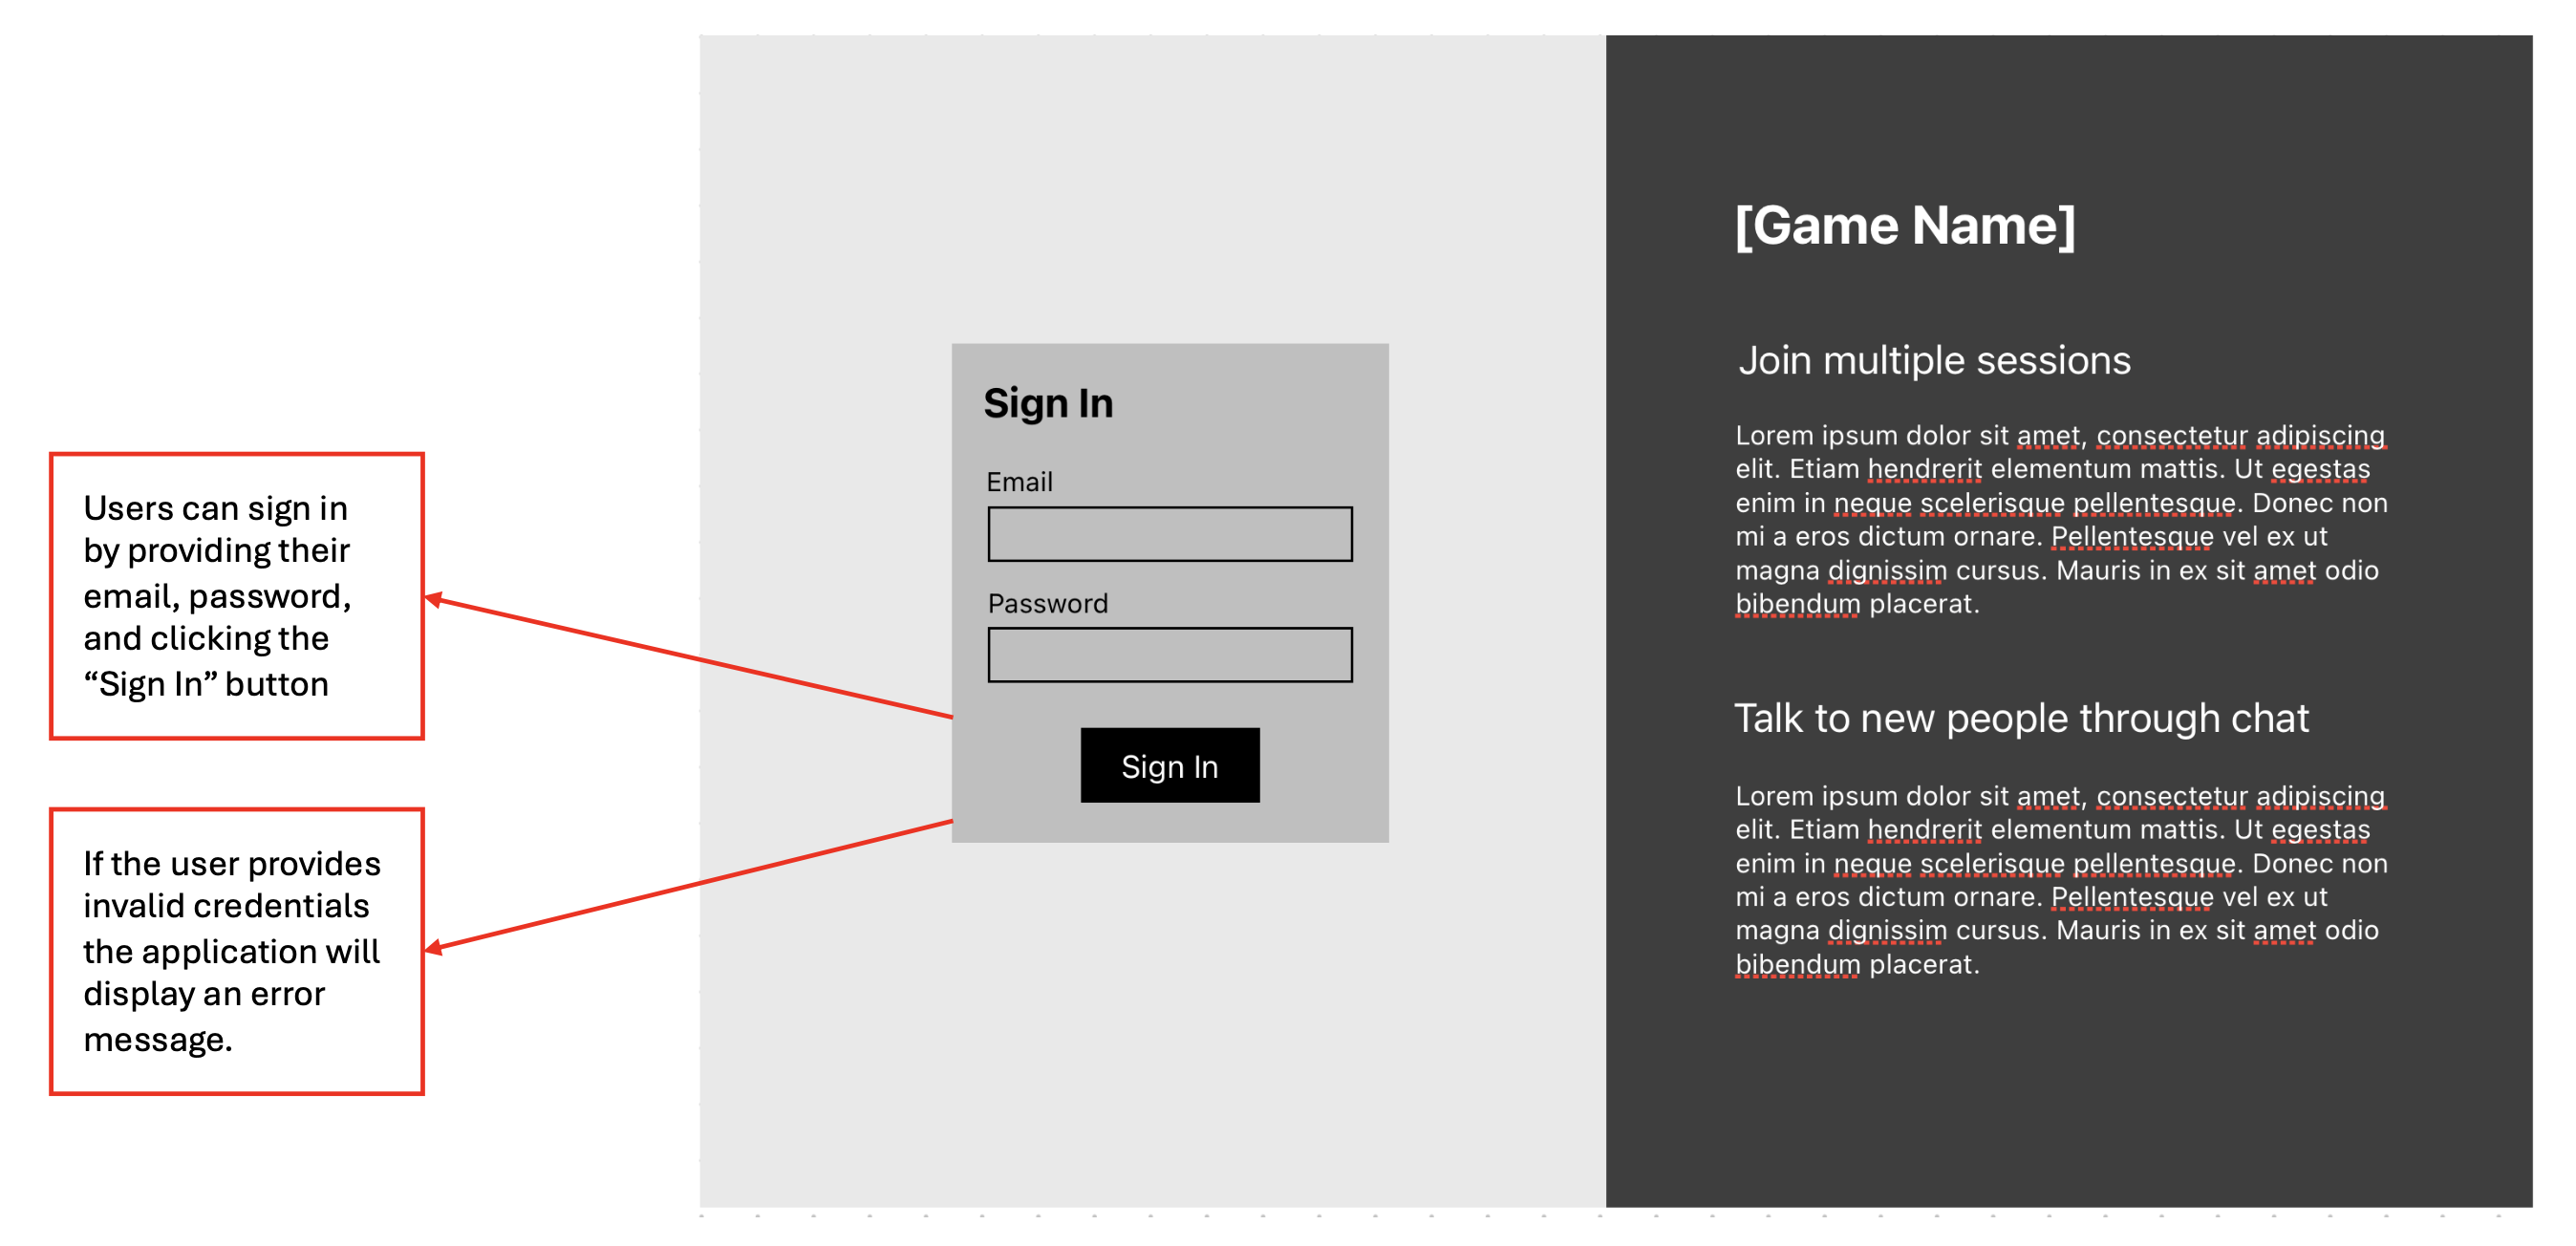 Users can sign in
by providing their
email, password,
and clicking the
“Sign In” button
If the user provides
invalid credentials
the application will
display an error
message.
Sign In
Email
Password
Sign In
[Game Name]
Join multiple sessions
Lorem ipsum dolor sit amet, consectetur adipiscing
elit. Etiam hendrerit elementum mattis. Ut egestas
enim in neque scelerisque pellentesque. Donec non
mi a eros dictum ornare. Pellentesque vel ex ut
magna dignissim cursus. Mauris in ex sit amet odio
bibendum placerat.
Talk to new people through chat
Lorem ipsum dolor sit amet, consectetur adipiscing
elit. Etiam hendrerit elementum mattis. Ut egestas
enim in neque scelerisque pellentesque. Donec non
mi a eros dictum ornare. Pellentesque vel ex ut
magna dignissim cursus. Mauris in ex sit amet odio
bibendum placerat.